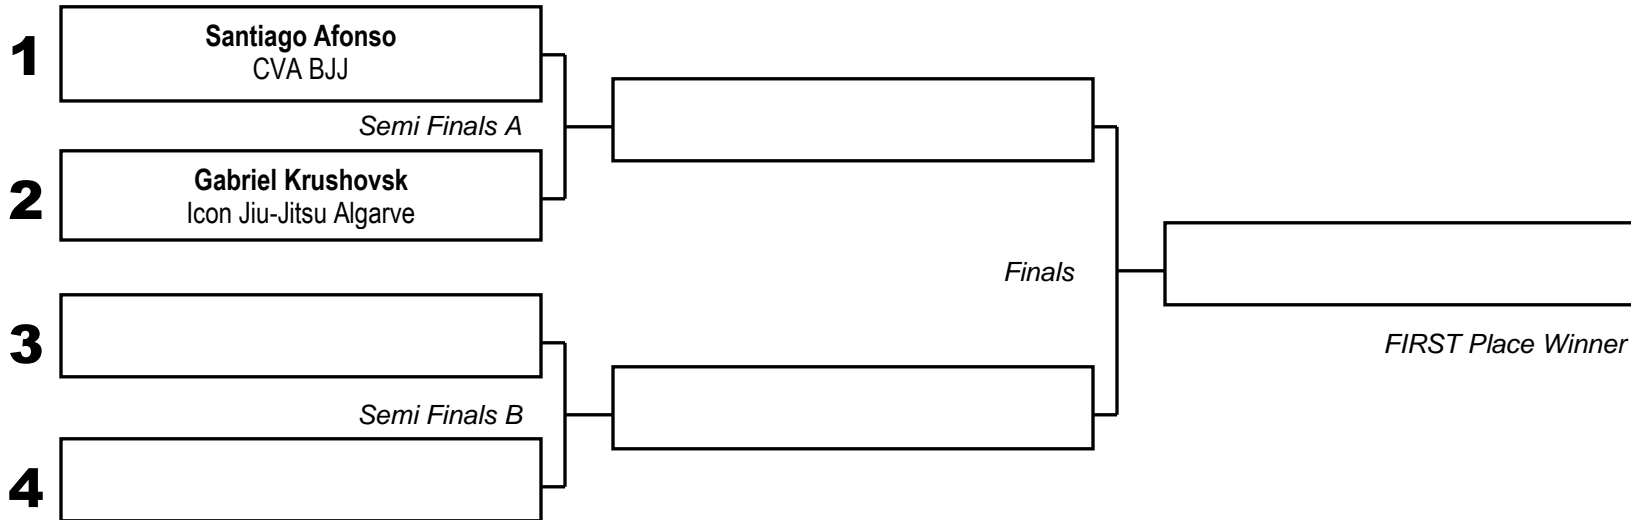 1
Santiago Afonso
CVA BJJ
Semi Finals A
2
Gabriel Krushovsk
Icon Jiu-Jitsu Algarve
Finals
3
FIRST Place Winner
Semi Finals B
4